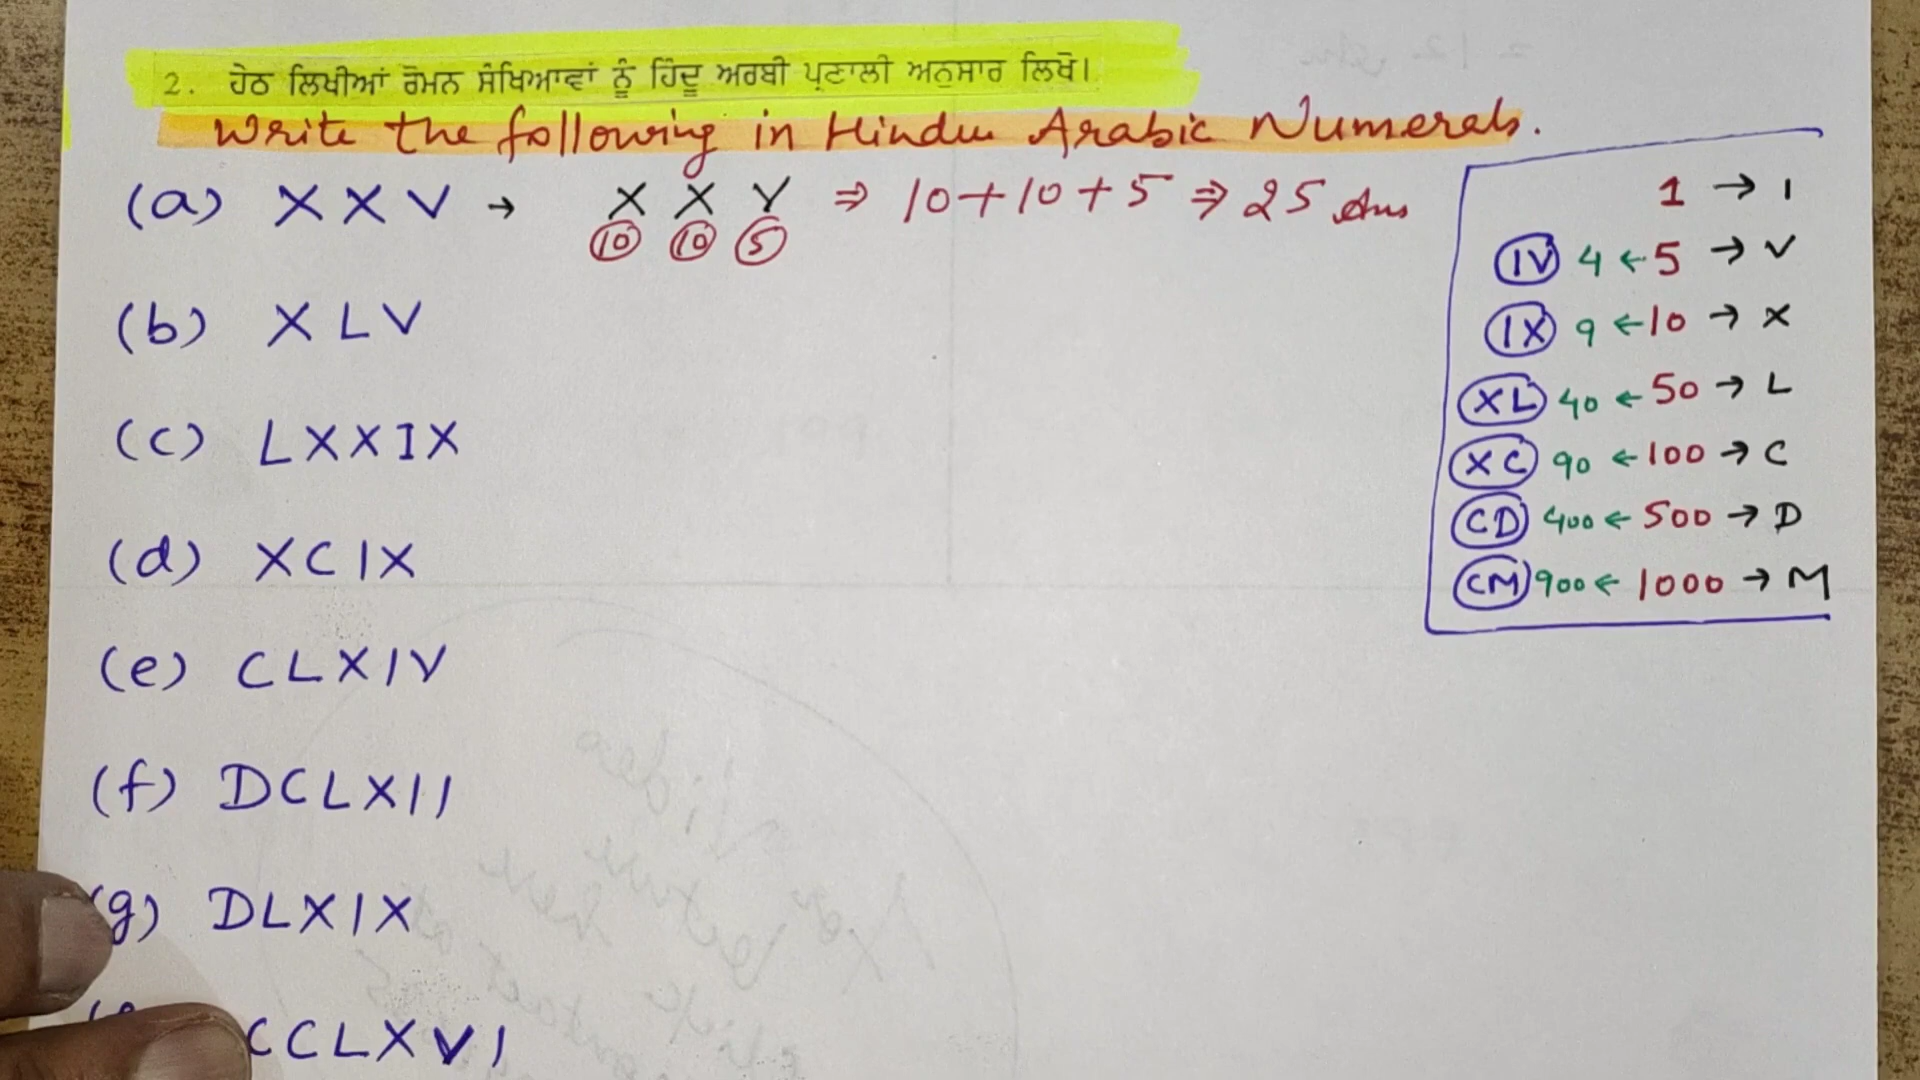 2. ਹੇਠ ਲਿਖੀਆਂ ਰੋਮਨ ਸੰਖਿਆਵਾਂ ਨੂੰ ਹਿੰਦੂ ਅਰਬੀ ਪ੍ਰਣਾਲੀ ਅਨੁਸਾਰ ਲਿਖੋ।
Write the following in Hindu Arabic Numerals.
(a) XXV → X X V ⇒ 10+10+5 ⇒ 25 Ans
10 10 5
(b) XLV
(c) LXXIX
(d) XCIX
(e) CLXIV
(f) DCLXII
(g) DLXIX
CCLXVI
1 → I
IV 4 ← 5 → V
IX 9 ← 10 → X
XL 40 ← 50 → L
XC 90 ← 100 → C
CD 400 ← 500 → D
CM 900 ← 1000 → M